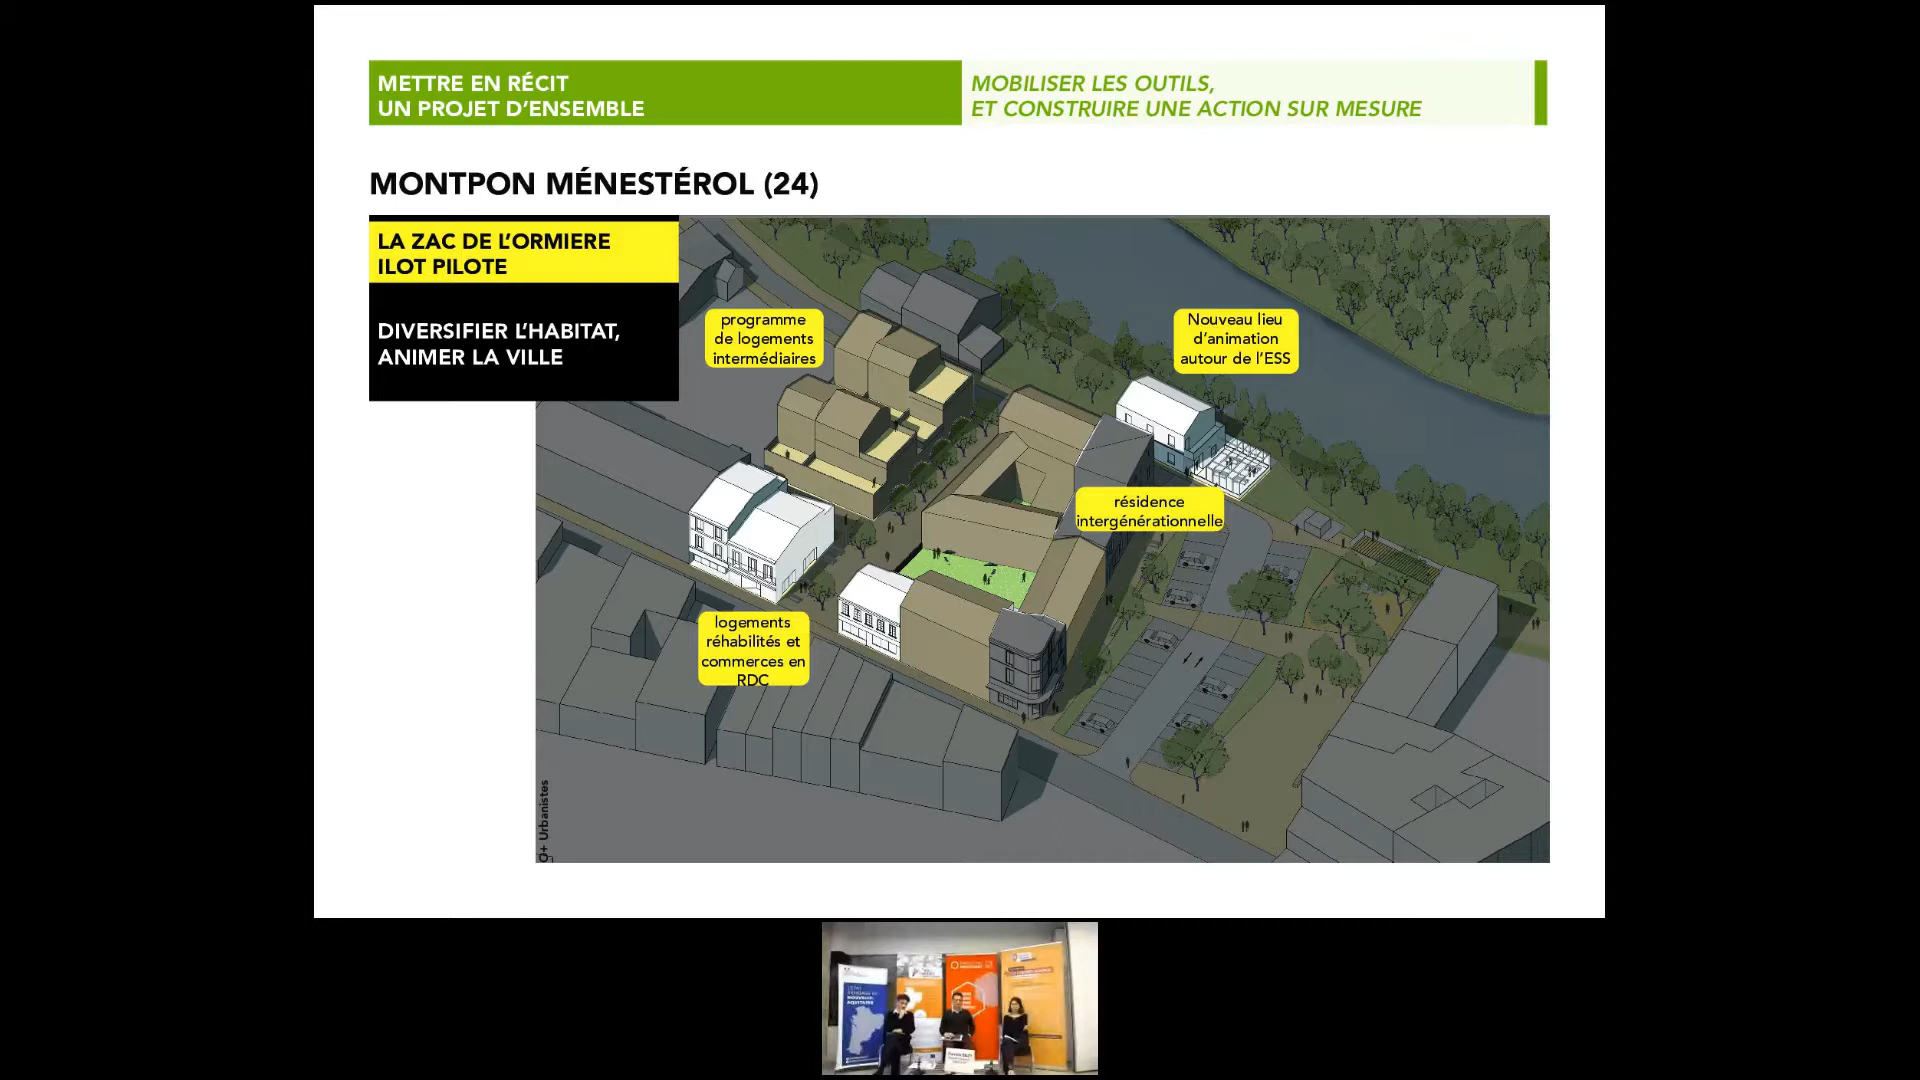 METTRE EN RÉCIT
UN PROJET D'ENSEMBLE
MOBILISER LES OUTILS,
ET CONSTRUIRE UNE ACTION SUR MESURE
MONTPON MÉNESTÉROL (24)
LA ZAC DE L'ORMIERE
ILOT PILOTE
DIVERSIFIER L'HABITAT,
ANIMER LA VILLE
programme
de logements
intermédiaires
Nouveau lieu
d'animation
autour de l'ESS
résidence
intergénérationnelle
logements
réhabilités et
commerces en
RDC
Urbanistes
NOUVELLE-
AQUITAINE